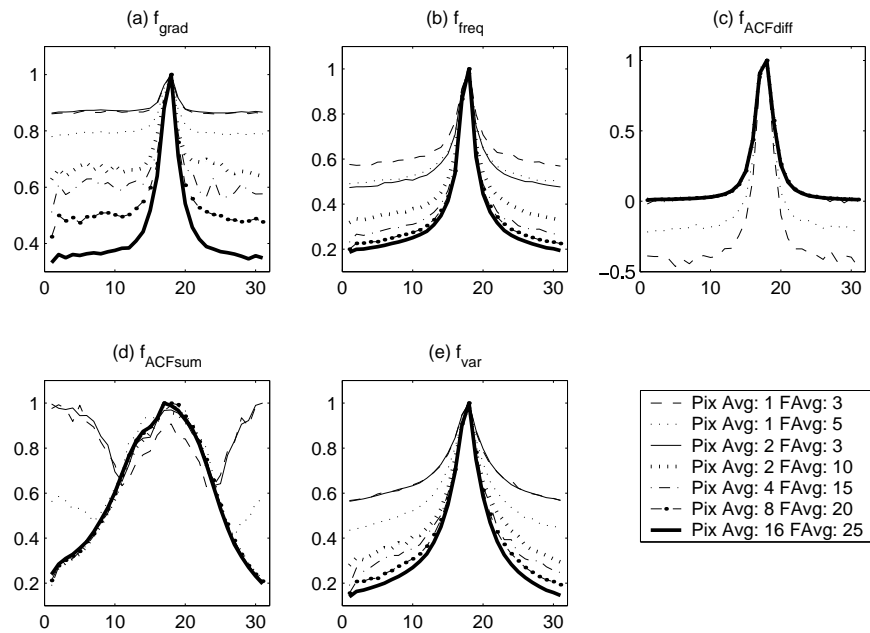 (a) f_grad
(b) f_freq
(c) f_ACFdiff
1
0.8
0.6
0.4
0 10 20 30
1
0.8
0.6
0.4
0.2
0 10 20 30
1
0.5
0
−0.5
0 10 20 30
(d) f_ACFsum
(e) f_var
1
0.8
0.6
0.4
0.2
0 10 20 30
1
0.8
0.6
0.4
0.2
0 10 20 30
Pix Avg: 1 FAvg: 3
Pix Avg: 1 FAvg: 5
Pix Avg: 2 FAvg: 3
Pix Avg: 2 FAvg: 10
Pix Avg: 4 FAvg: 15
Pix Avg: 8 FAvg: 20
Pix Avg: 16 FAvg: 25